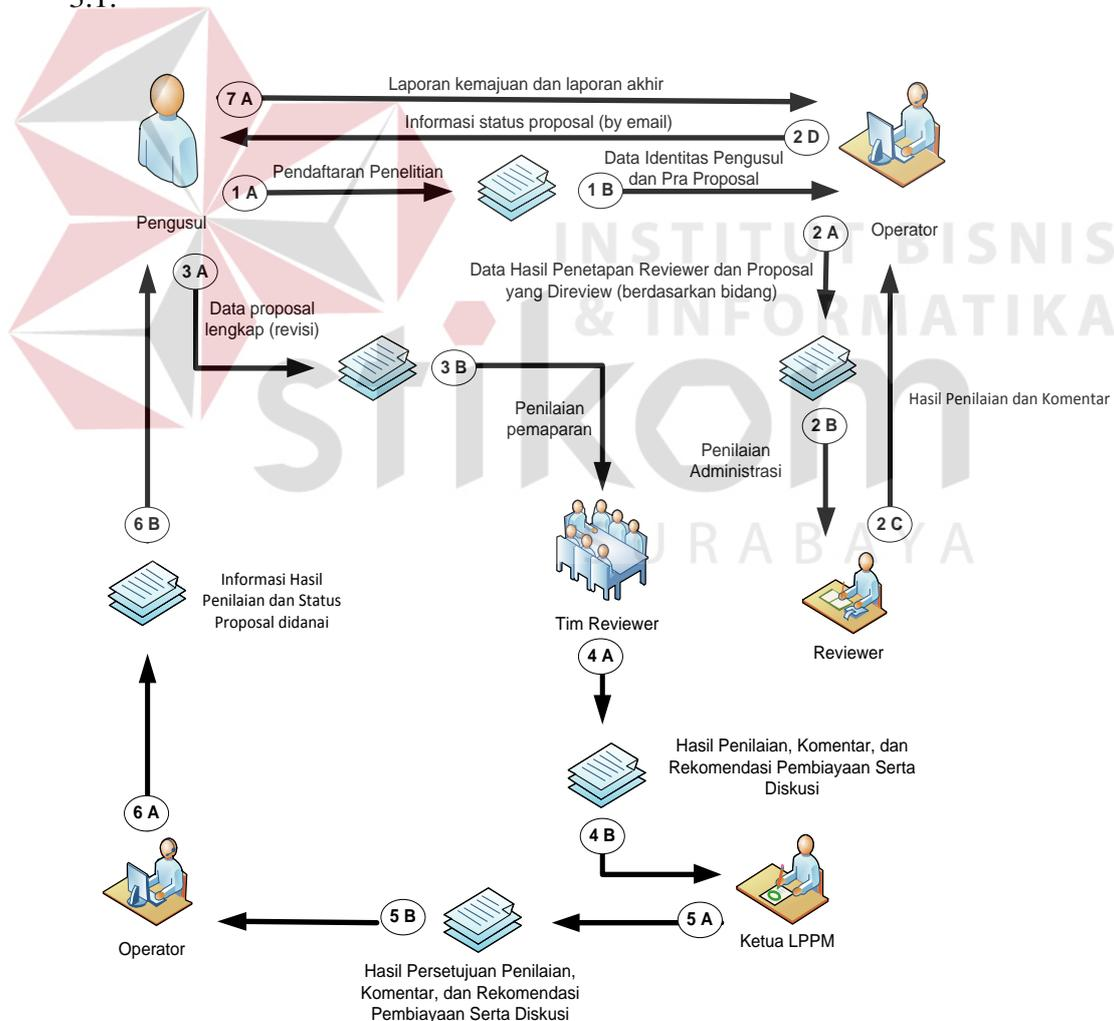 3.1.
7 A
Laporan kemajuan dan laporan akhir
Informasi status proposal (by email)
2 D
1 A
Pendaftaran Penelitian
1 B
Data Identitas Pengusul
dan Pra Proposal
Pengusul
2 A
Operator
INSTITUT BISNIS
& INFORMATIKA
stikom
SURABAYA
3 A
Data proposal
lengkap (revisi)
Data Hasil Penetapan Reviewer dan Proposal
yang Direview (berdasarkan bidang)
3 B
Penilaian
pemaparan
2 B
Penilaian
Administrasi
Hasil Penilaian dan Komentar
2 C
6 B
Informasi Hasil
Penilaian dan Status
Proposal didanai
Tim Reviewer
Reviewer
4 A
Hasil Penilaian, Komentar, dan
Rekomendasi Pembiayaan Serta
Diskusi
4 B
6 A
Operator
5 B
5 A
Ketua LPPM
Hasil Persetujuan Penilaian,
Komentar, dan Rekomendasi
Pembiayaan Serta Diskusi